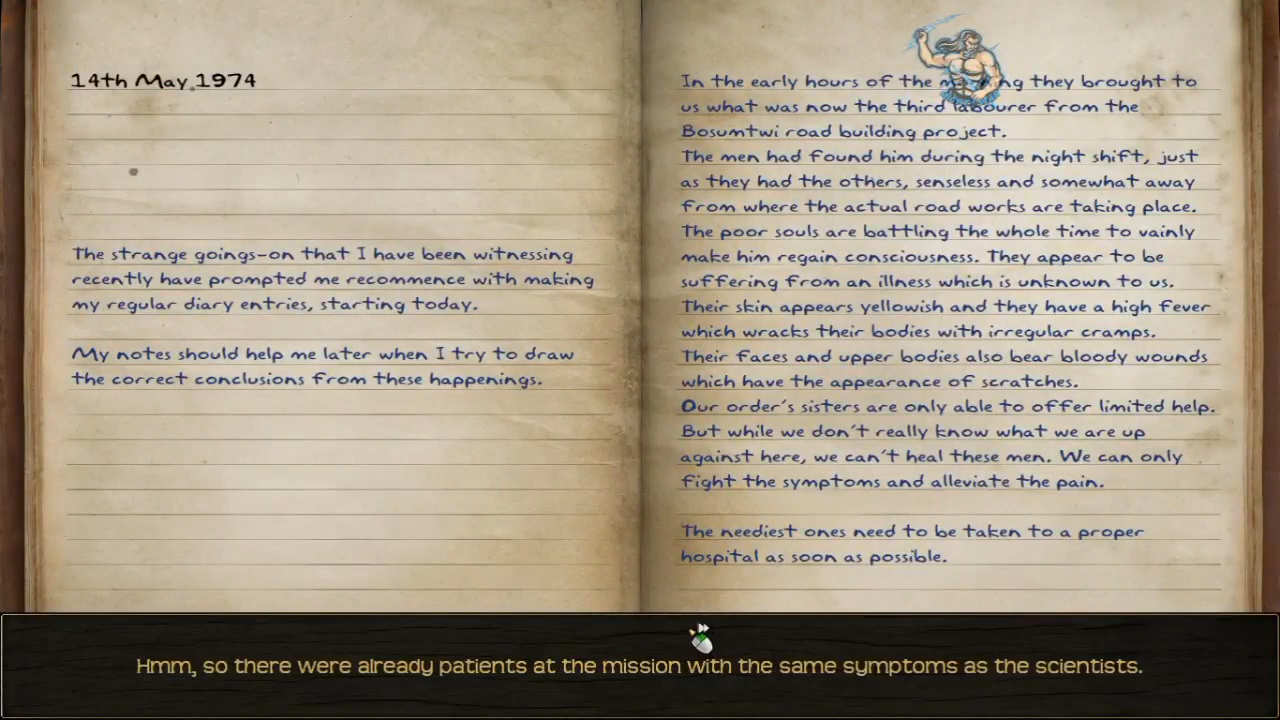 14th May 1974
The strange goings-on that I have been witnessing
recently have prompted me recommence with making
my regular diary entries, starting today.
My notes should help me later when I try to draw
the correct conclusions from these happenings.
In the early hours of the morning they brought to
us what was now the third labourer from the
Bosumtwi road building project.
The men had found him during the night shift, just
as they had the others, senseless and somewhat away
from where the actual road works are taking place.
The poor souls are battling the whole time to vainly
make him regain consciousness. They appear to be
suffering from an illness which is unknown to us.
Their skin appears yellowish and they have a high fever
which wracks their bodies with irregular cramps.
Their faces and upper bodies also bear bloody wounds
which have the appearance of scratches.
Our order's sisters are only able to offer limited help.
But while we don't really know what we are up
against here, we can't heal these men. We can only
fight the symptoms and alleviate the pain.
The neediest ones need to be taken to a proper
hospital as soon as possible.
Hmm, so there were already patients at the mission with the same symptoms as the scientists.